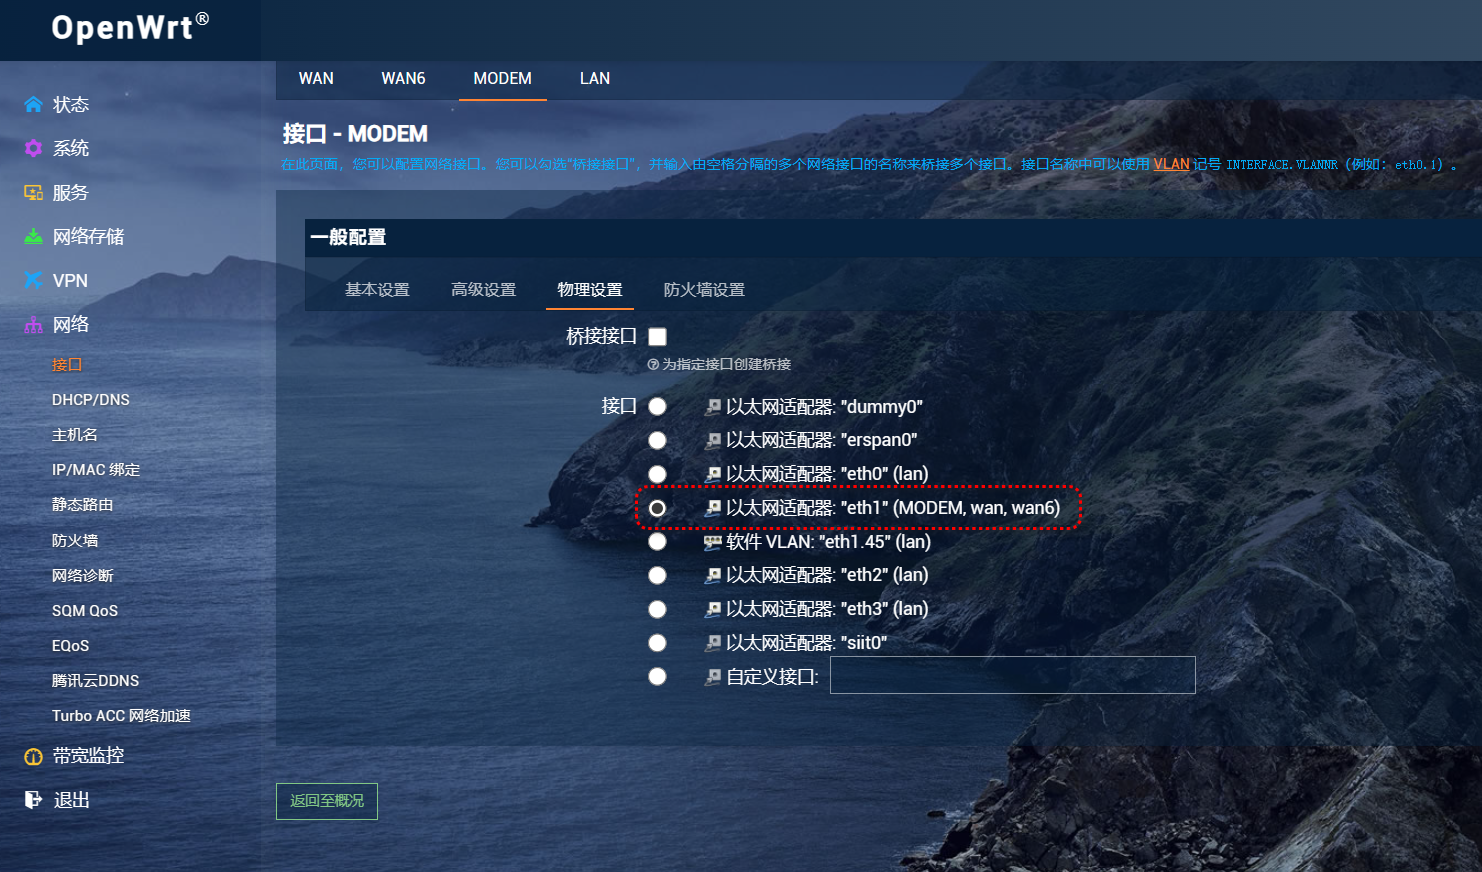 OpenWrt®
WAN
WAN6
MODEM
LAN
状态
系统
服务
网络存储
VPN
网络
接口
DHCP/DNS
主机名
IP/MAC 绑定
静态路由
防火墙
网络诊断
SQM QoS
EQoS
腾讯云DDNS
Turbo ACC 网络加速
带宽监控
退出
接口 - MODEM
在此页面，您可以配置网络接口。您可以勾选“桥接接口”，并输入由空格分隔的多个网络接口的名称来桥接多个接口。接口名称中可以使用 VLAN 记号 INTERFACE.VLANNR（例如：eth0.1）。
一般配置
基本设置
高级设置
物理设置
防火墙设置
桥接接口
为指定接口创建桥接
接口
以太网适配器: "dummy0"
以太网适配器: "erspan0"
以太网适配器: "eth0" (lan)
以太网适配器: "eth1" (MODEM, wan, wan6)
软件 VLAN: "eth1.45" (lan)
以太网适配器: "eth2" (lan)
以太网适配器: "eth3" (lan)
以太网适配器: "siit0"
自定义接口:
返回至概况